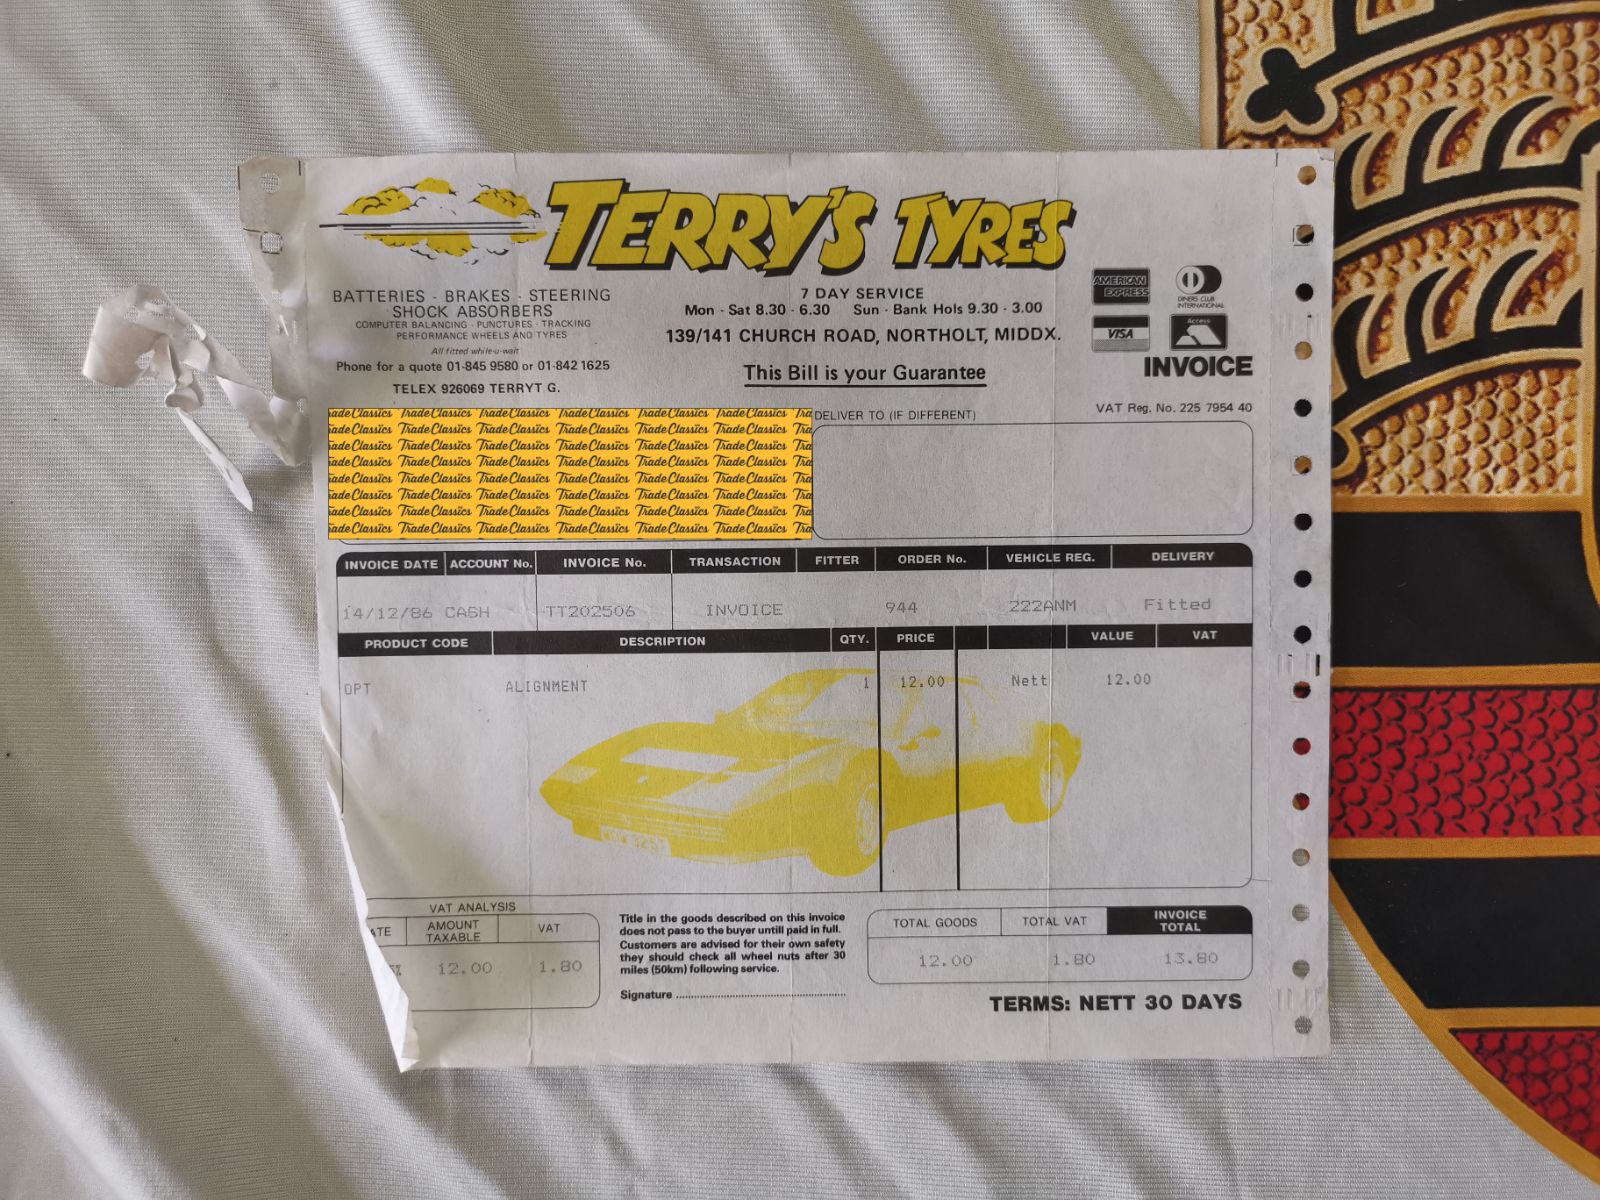 TERRY'S TYRES
BATTERIES - BRAKES - STEERING
SHOCK ABSORBERS
COMPUTER BALANCING - PUNCTURES - TRACKING
PERFORMANCE WHEELS AND TYRES
All fitted while-u-wait
Phone for a quote 01-845 9580 or 01-842 1625
TELEX 926069 TERRYT G.
7 DAY SERVICE
Mon - Sat 8.30 - 6.30 Sun - Bank Hols 9.30 - 3.00
139/141 CHURCH ROAD, NORTHOLT, MIDDX.
This Bill is your Guarantee
AMERICAN EXPRESS
DINERS CLUB INTERNATIONAL
VISA
Access
INVOICE
VAT Reg. No. 225 7954 40
Trade Classics
DELIVER TO (IF DIFFERENT)
INVOICE DATE ACCOUNT No. INVOICE No. TRANSACTION FITTER ORDER No. VEHICLE REG. DELIVERY
14/12/86 CASH TT202506 INVOICE 944 222ANM Fitted
PRODUCT CODE DESCRIPTION QTY. PRICE VALUE VAT
OPT ALIGNMENT 1 12.00 Nett 12.00
VAT ANALYSIS
AMOUNT TAXABLE VAT
12.00 1.80
Title in the goods described on this invoice
does not pass to the buyer untill paid in full.
Customers are advised for their own safety
they should check all wheel nuts after 30
miles (50km) following service.
Signature
TOTAL GOODS TOTAL VAT INVOICE TOTAL
12.00 1.80 13.80
TERMS: NETT 30 DAYS